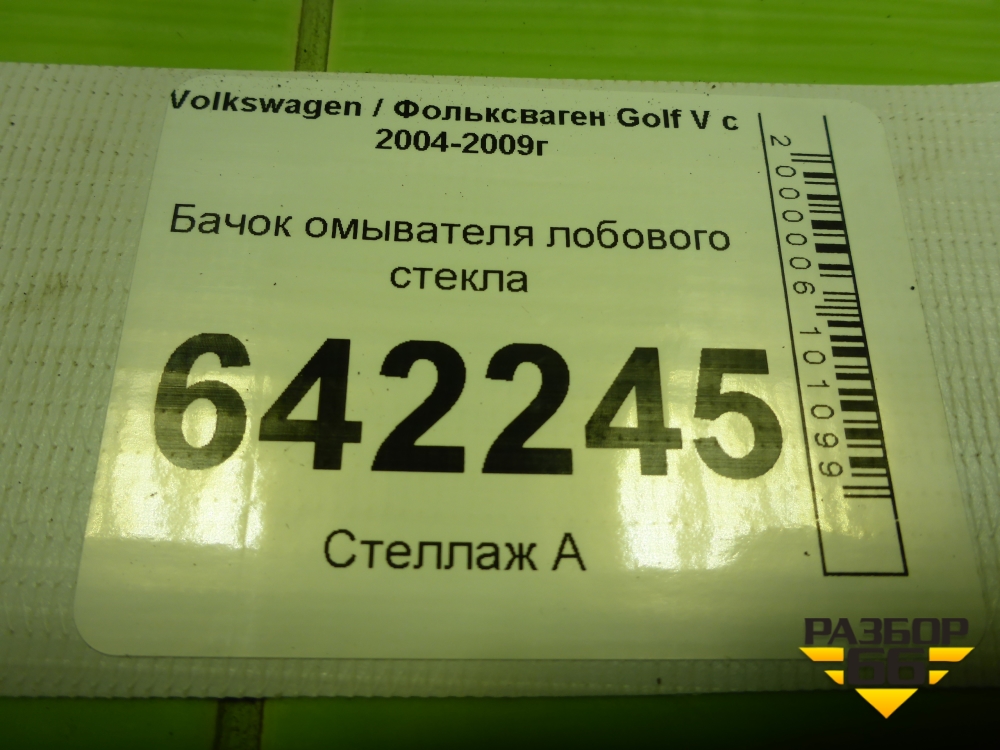 Volkswagen / Фольксваген Golf V с
2004-2009г
Бачок омывателя лобового
стекла
642245
Стеллаж А
2000006101099
РАЗБОР
66